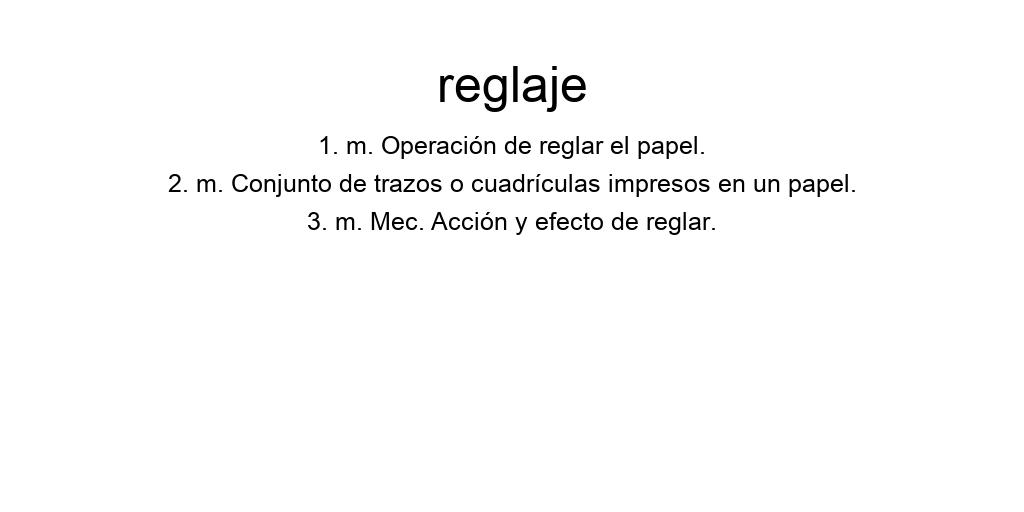 reglaje
1. m. Operación de reglar el papel.
2. m. Conjunto de trazos o cuadrículas impresos en un papel.
3. m. Mec. Acción y efecto de reglar.